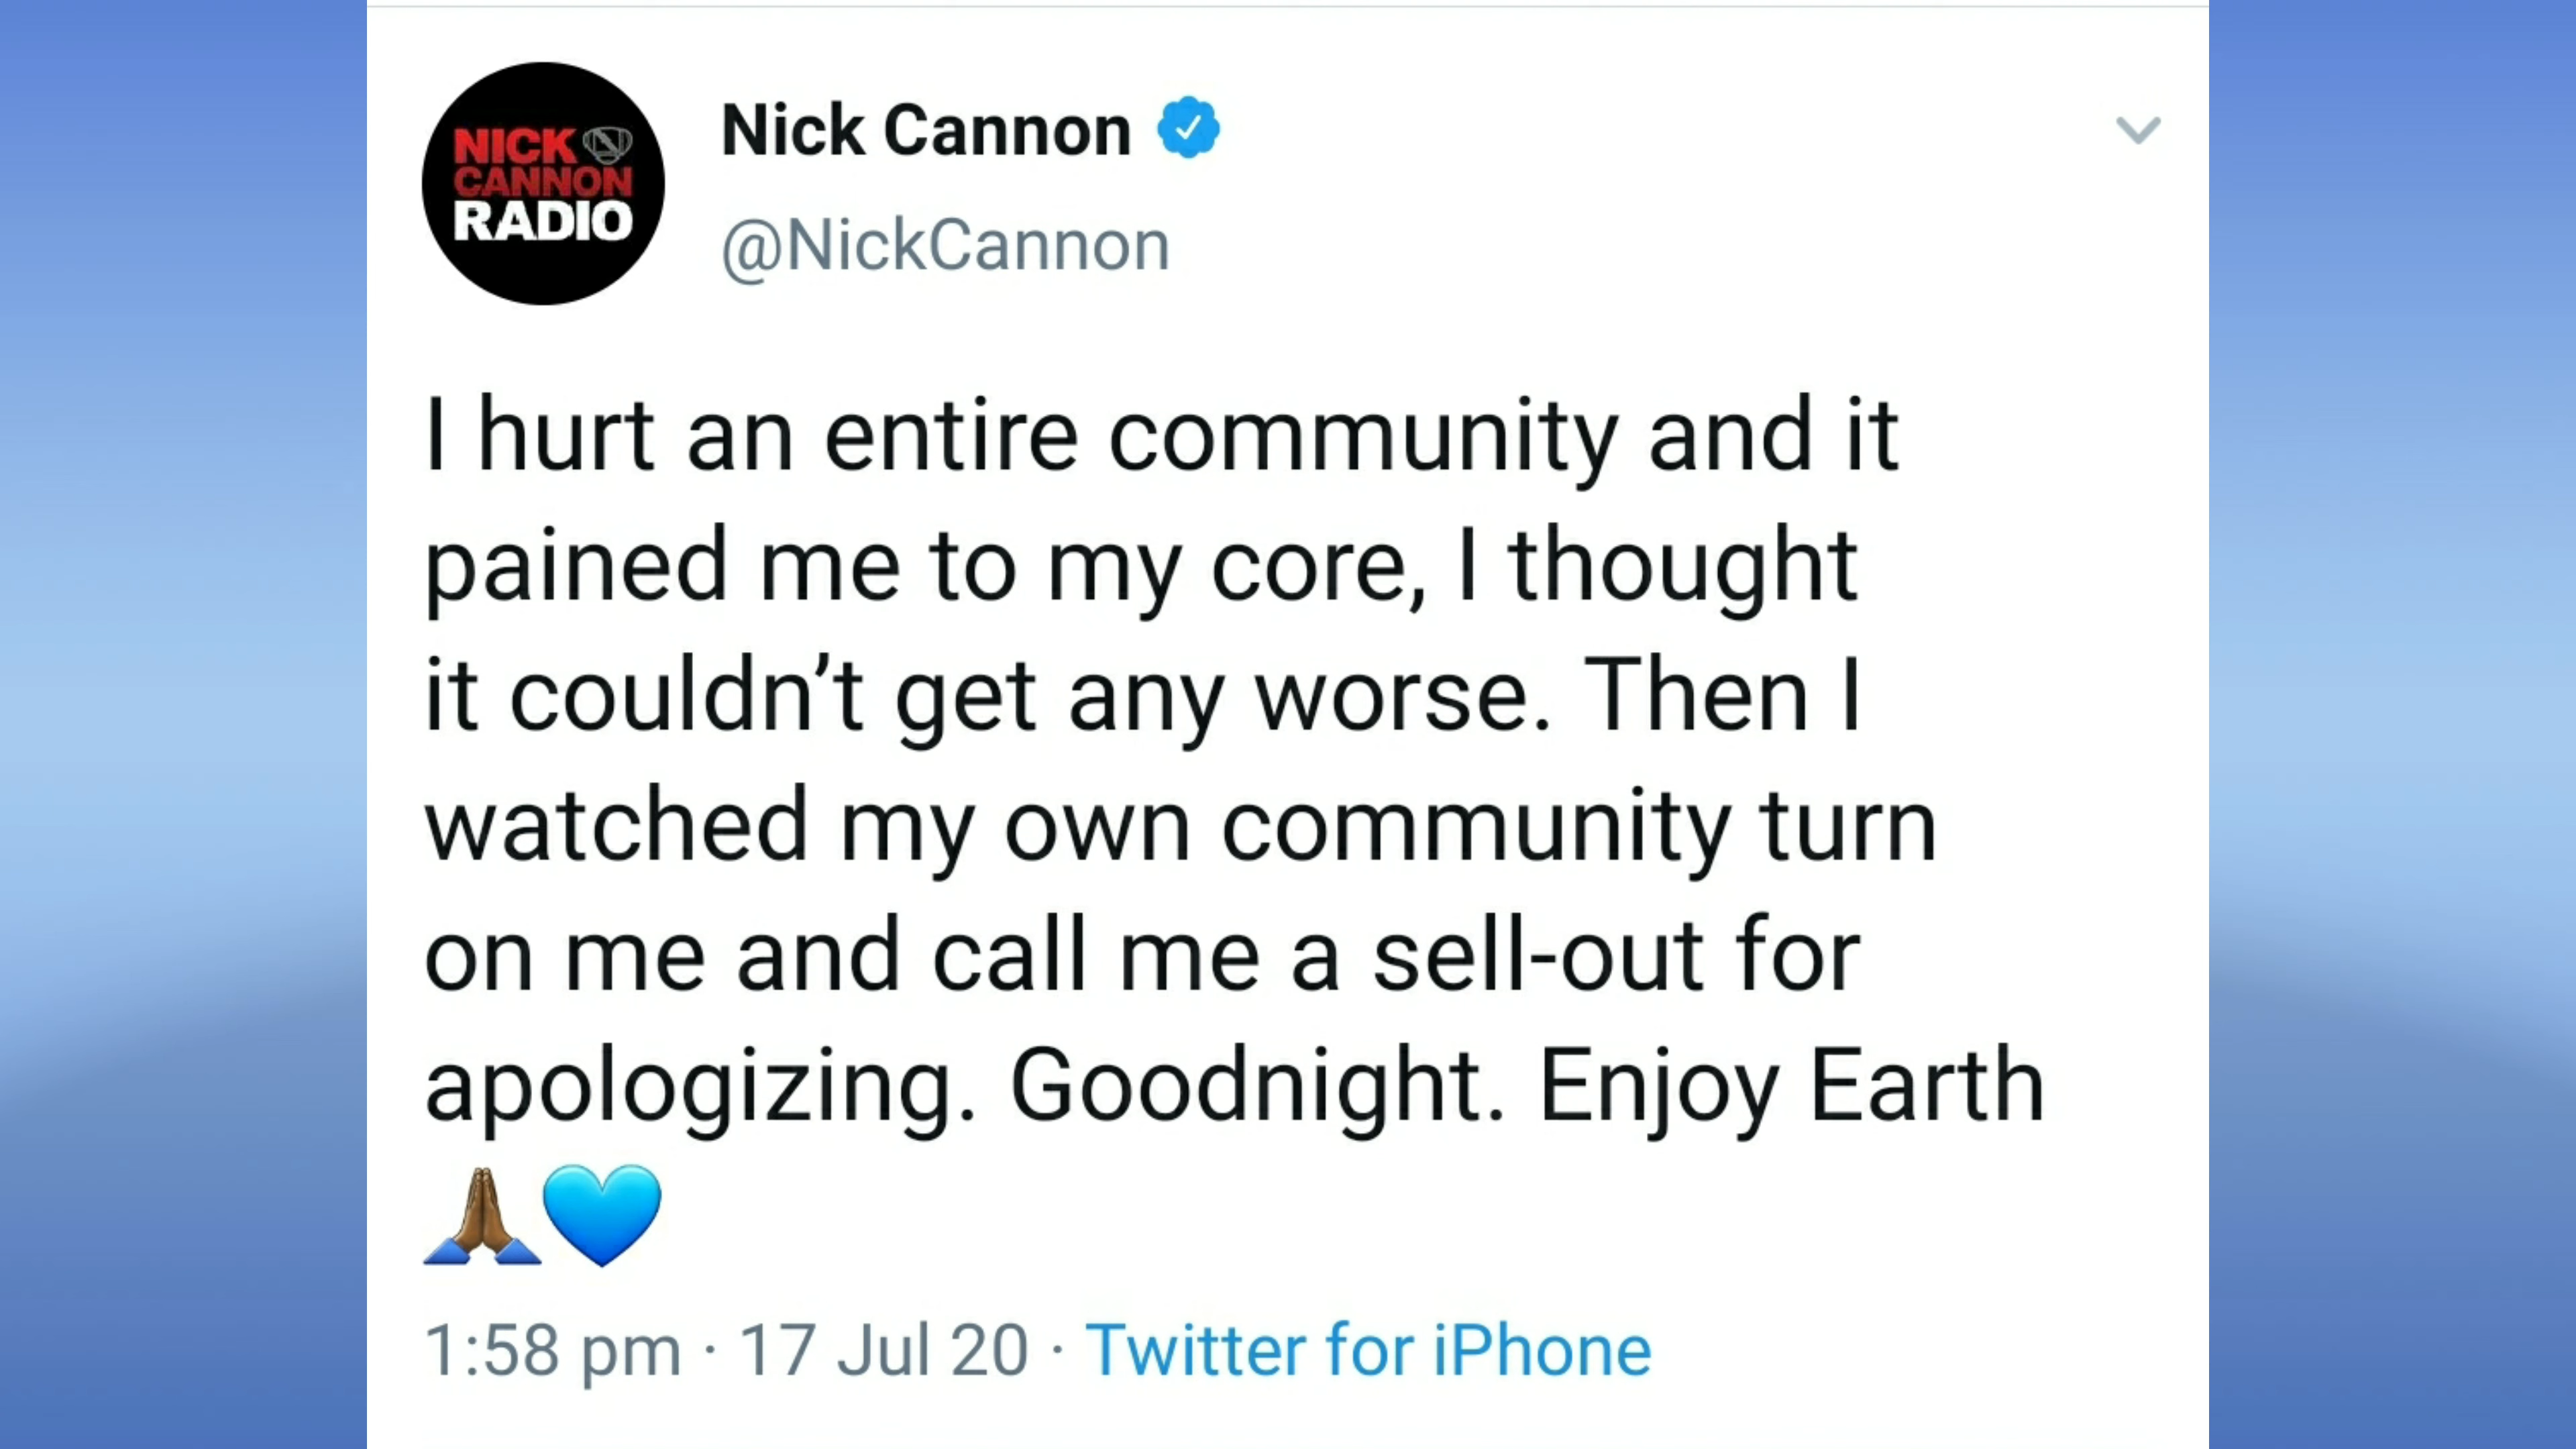 NICK
CANNON
RADIO
Nick Cannon
@NickCannon
I hurt an entire community and it
pained me to my core, I thought
it couldn’t get any worse. Then I
watched my own community turn
on me and call me a sell-out for
apologizing. Goodnight. Enjoy Earth
🙏🏾💙
1:58 pm · 17 Jul 20 · Twitter for iPhone